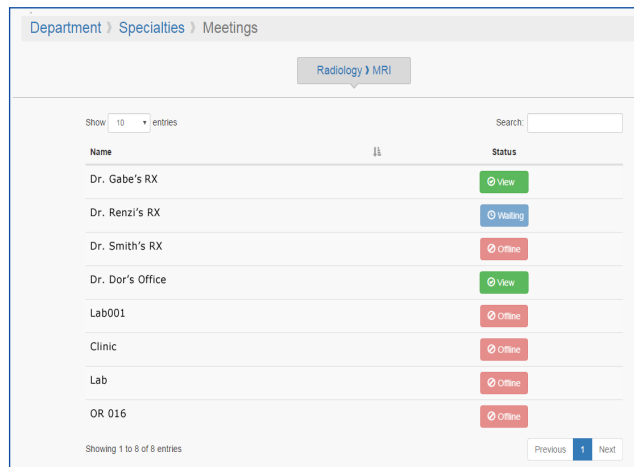 Department ❯ Specialties ❯ Meetings
Radiology ❯ MRI
Show 10 entries Search:
Name Status
Dr. Gabe's RX View
Dr. Renzi's RX Waiting
Dr. Smith's RX Offline
Dr. Dor's Office View
Lab001 Offline
Clinic Offline
Lab Offline
OR 016 Offline
Showing 1 to 8 of 8 entries Previous 1 Next